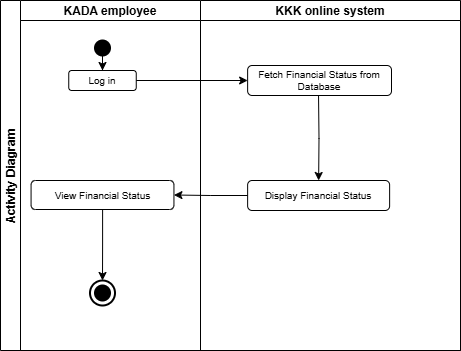 KADA employee
KKK online system
Activity Diagram
Log in
Fetch Financial Status from
Database
View Financial Status
Display Financial Status